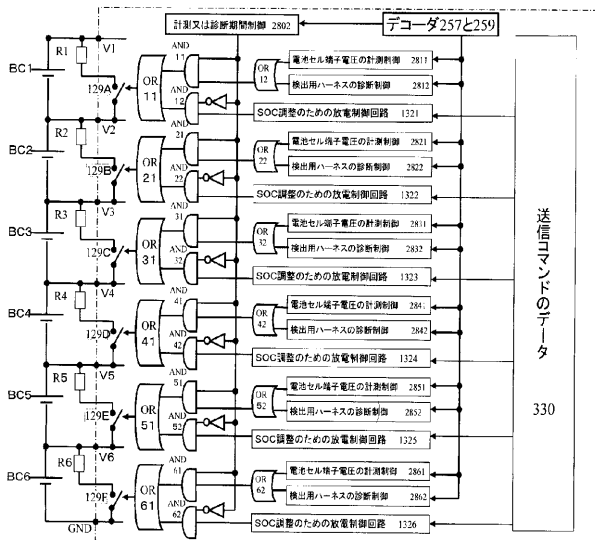 計測又は診断期間制御 2802
デコーダ257と259
BC1
R1
V1
129A
OR 11
AND 11
AND 12
OR 12
電池セル端子電圧の計測制御 2811
検出用ハーネスの診断制御 2812
SOC調整のための放電制御回路 1321
BC2
R2
V2
129B
OR 21
AND 21
AND 22
OR 22
電池セル端子電圧の計測制御 2821
検出用ハーネスの診断制御 2822
SOC調整のための放電制御回路 1322
BC3
R3
V3
129C
OR 31
AND 31
AND 32
OR 32
電池セル端子電圧の計測制御 2831
検出用ハーネスの診断制御 2832
SOC調整のための放電制御回路 1323
BC4
R4
V4
129D
OR 41
AND 41
AND 42
OR 42
電池セル端子電圧の計測制御 2841
検出用ハーネスの診断制御 2842
SOC調整のための放電制御回路 1324
BC5
R5
V5
129E
OR 51
AND 51
AND 52
OR 52
電池セル端子電圧の計測制御 2851
検出用ハーネスの診断制御 2852
SOC調整のための放電制御回路 1325
BC6
R6
V6
129F
OR 61
AND 61
AND 62
OR 62
電池セル端子電圧の計測制御 2861
検出用ハーネスの診断制御 2862
SOC調整のための放電制御回路 1326
GND
送信コマンドのデータ
330